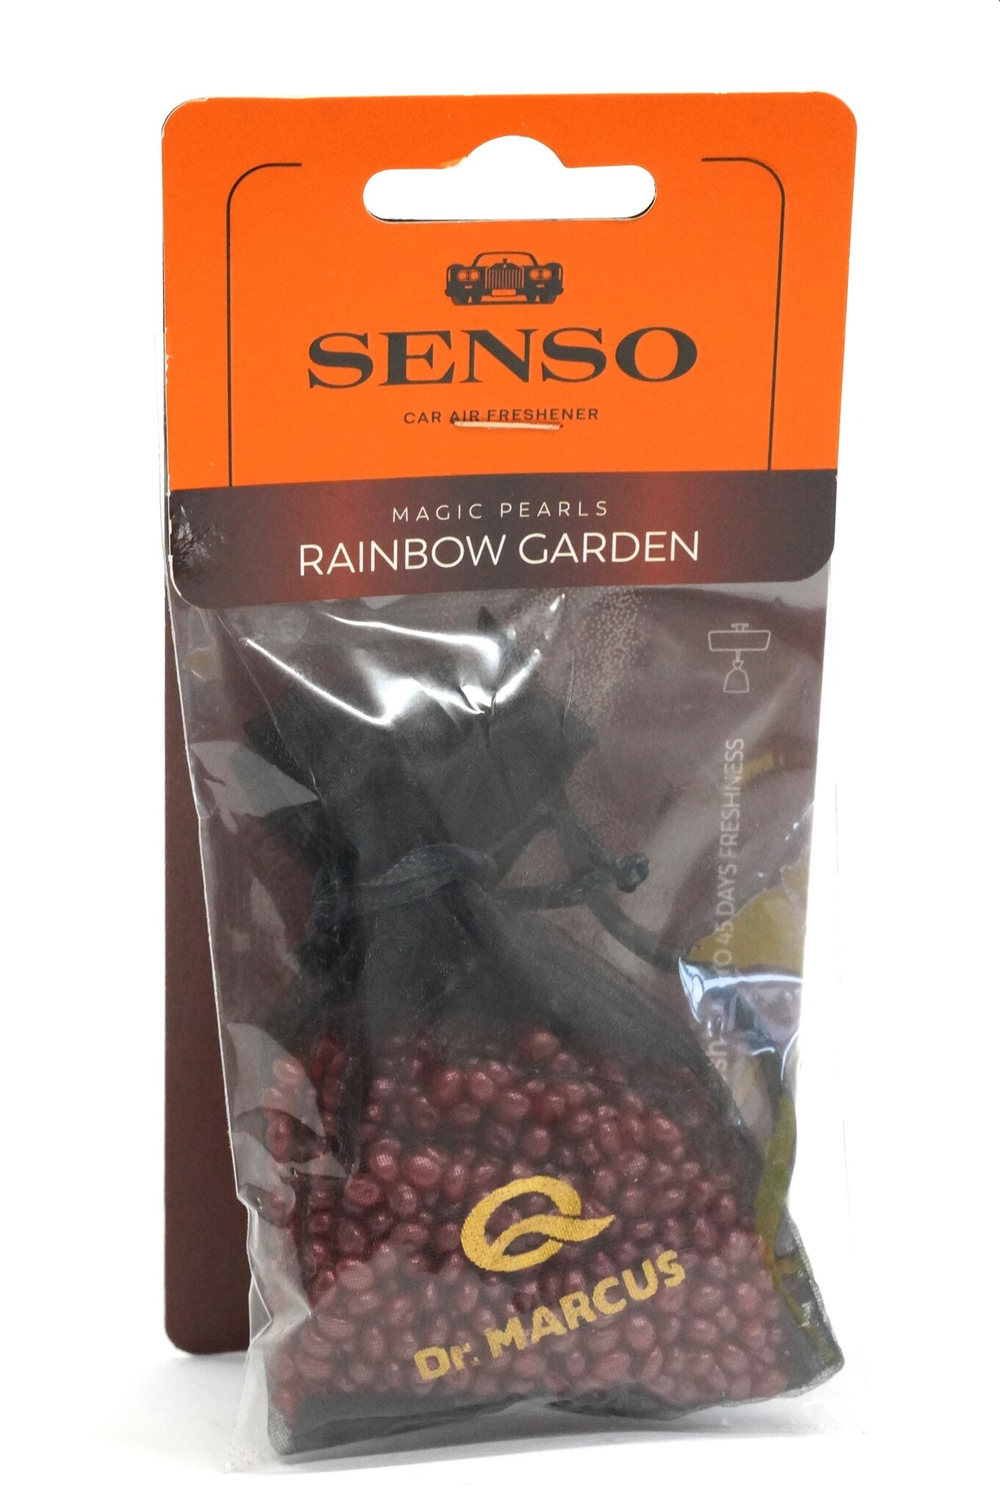 SENSO
CAR AIR FRESHENER
MAGIC PEARLS
RAINBOW GARDEN
45 DAYS FRESHNESS
Dr. MARCUS